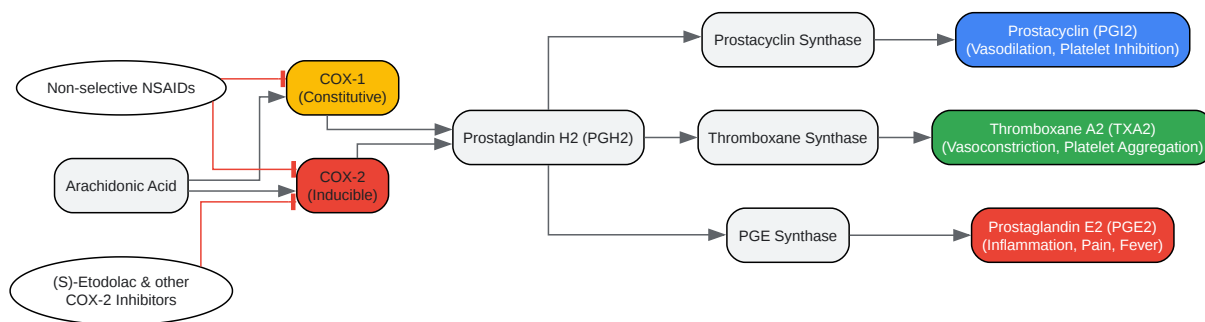 Non-selective NSAIDs
Arachidonic Acid
(S)-Etodolac & other
COX-2 Inhibitors
COX-1
(Constitutive)
COX-2
(Inducible)
Prostaglandin H2 (PGH2)
Prostacyclin Synthase
Thromboxane Synthase
PGE Synthase
Prostacyclin (PGI2)
(Vasodilation, Platelet Inhibition)
Thromboxane A2 (TXA2)
(Vasoconstriction, Platelet Aggregation)
Prostaglandin E2 (PGE2)
(Inflammation, Pain, Fever)